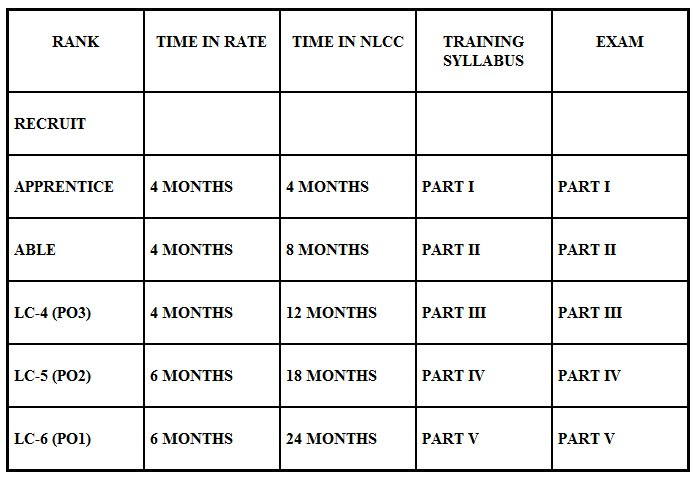 RANK TIME IN RATE TIME IN NLCC TRAINING SYLLABUS EXAM
RECRUIT
APPRENTICE 4 MONTHS 4 MONTHS PART I PART I
ABLE 4 MONTHS 8 MONTHS PART II PART II
LC-4 (PO3) 4 MONTHS 12 MONTHS PART III PART III
LC-5 (PO2) 6 MONTHS 18 MONTHS PART IV PART IV
LC-6 (PO1) 6 MONTHS 24 MONTHS PART V PART V